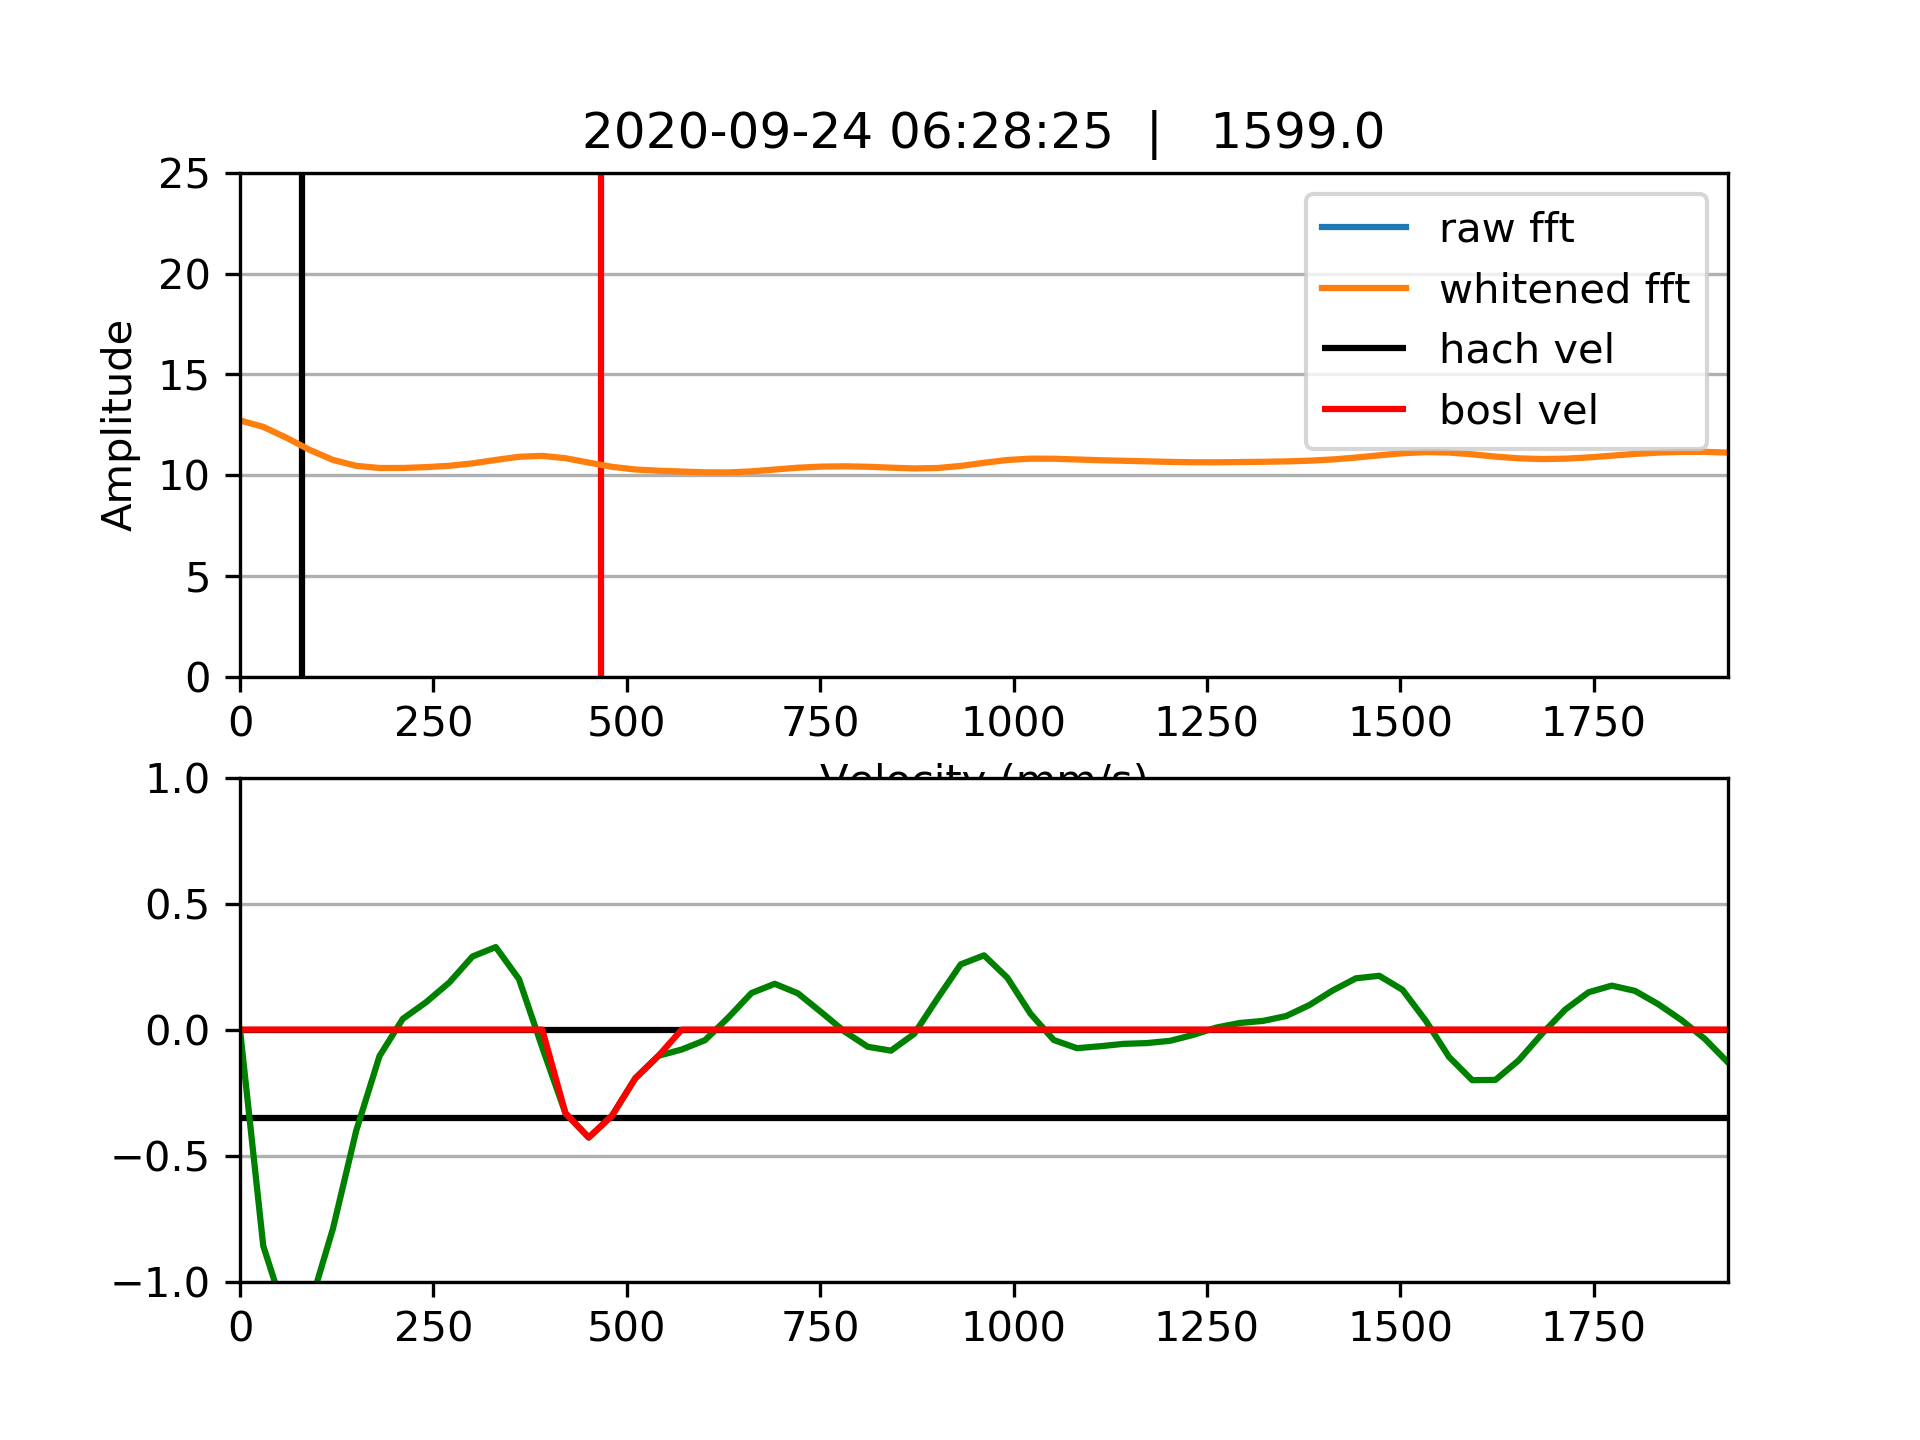 2020-09-24 06:28:25 | 1599.0
25
20
15
10
5
0
Amplitude
raw fft
whitened fft
hach vel
bosl vel
0 250 500 750 1000 1250 1500 1750
Velocity (mm/s)
1.0
0.5
0.0
−0.5
−1.0
0 250 500 750 1000 1250 1500 1750